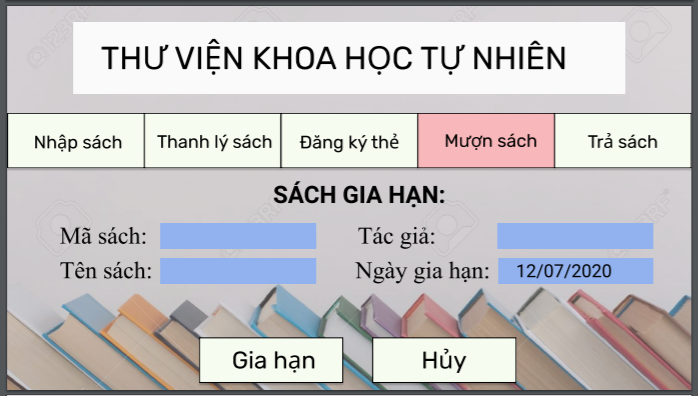 THƯ VIỆN KHOA HỌC TỰ NHIÊN
Nhập sách Thanh lý sách Đăng ký thẻ Mượn sách Trả sách
SÁCH GIA HẠN:
Mã sách: Tác giả:
Tên sách: Ngày gia hạn: 12/07/2020
Gia hạn Hủy